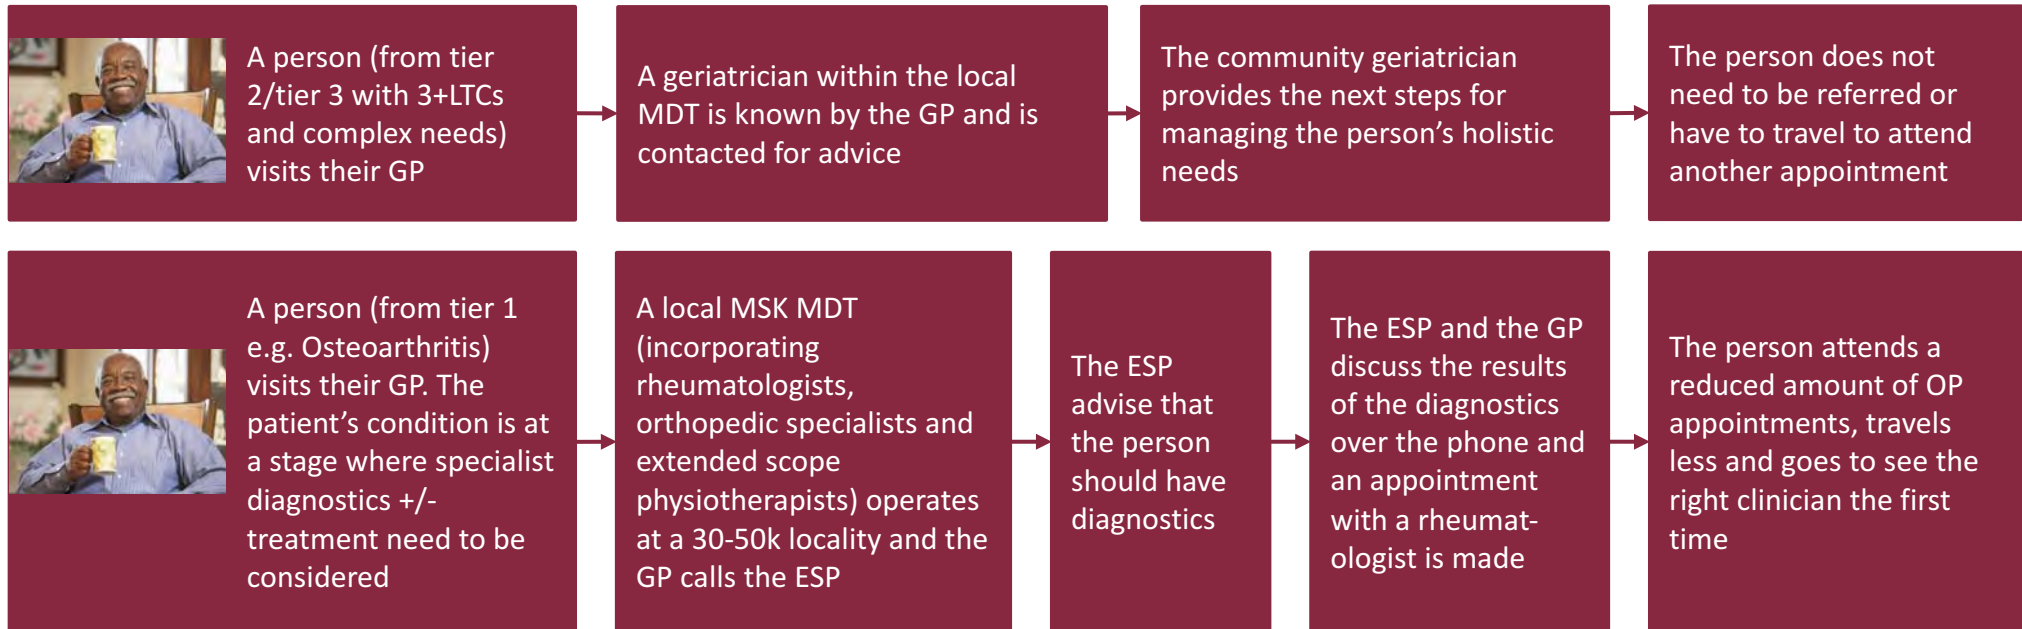 A person (from tier
2/tier 3 with 3+LTCs
and complex needs)
visits their GP
A geriatrician within the local
MDT is known by the GP and is
contacted for advice
The community geriatrician
provides the next steps for
managing the person’s holistic
needs
The person does not
need to be referred or
have to travel to attend
another appointment
A person (from tier 1
e.g. Osteoarthritis)
visits their GP. The
patient’s condition is at
a stage where specialist
diagnostics +/-
treatment need to be
considered
A local MSK MDT
(incorporating
rheumatologists,
orthopedic specialists and
extended scope
physiotherapists) operates
at a 30-50k locality and the
GP calls the ESP
The ESP
advise that
the person
should have
diagnostics
The ESP and the GP
discuss the results
of the diagnostics
over the phone and
an appointment
with a rheumat-
ologist is made
The person attends a
reduced amount of OP
appointments, travels
less and goes to see the
right clinician the first
time